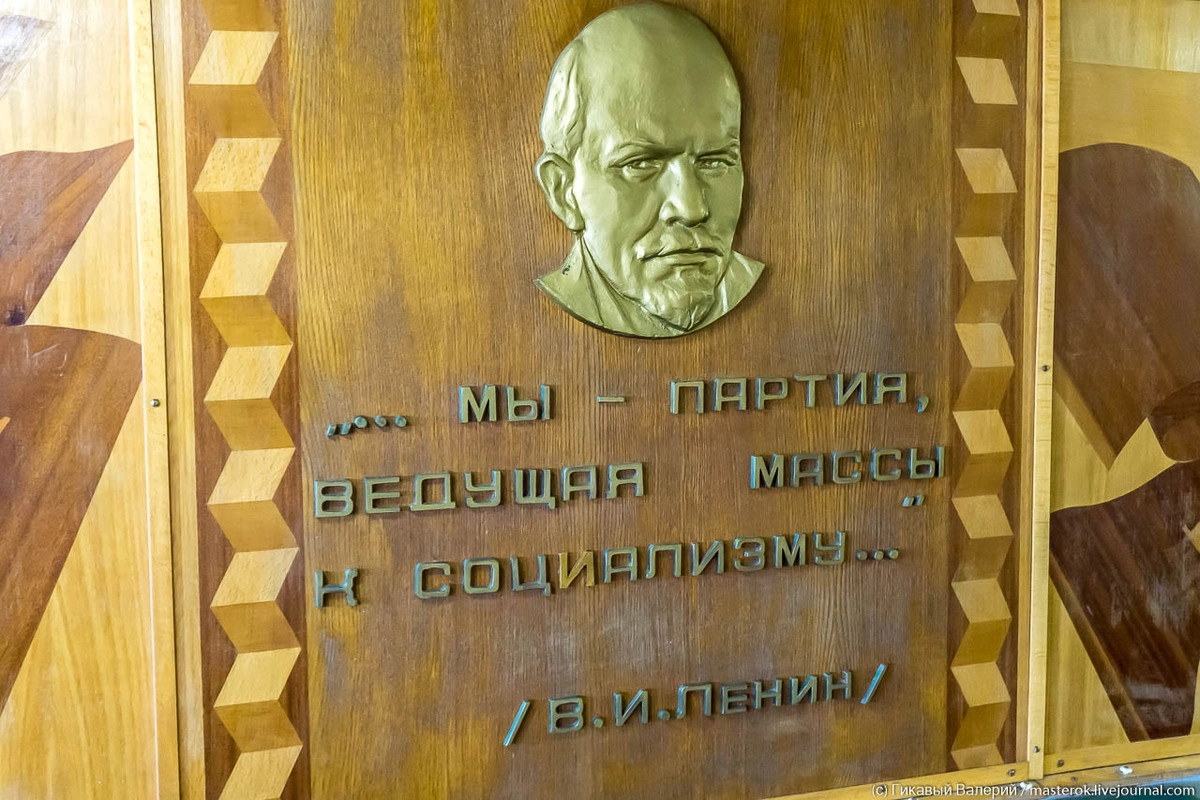 „... МЫ - ПАРТИЯ,
ВЕДУЩАЯ МАССЫ
К СОЦИАЛИЗМУ..."
/В.И.ЛЕНИН/
© Гикавый Валерий / masterok.livejournal.com